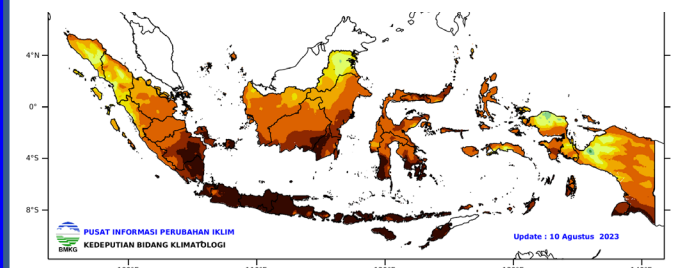 4°N
0°
4°S
8°S
PUSAT INFORMASI PERUBAHAN IKLIM
KEDEPUTIAN BIDANG KLIMATOLOGI
BMKG
Update : 10 Agustus 2023